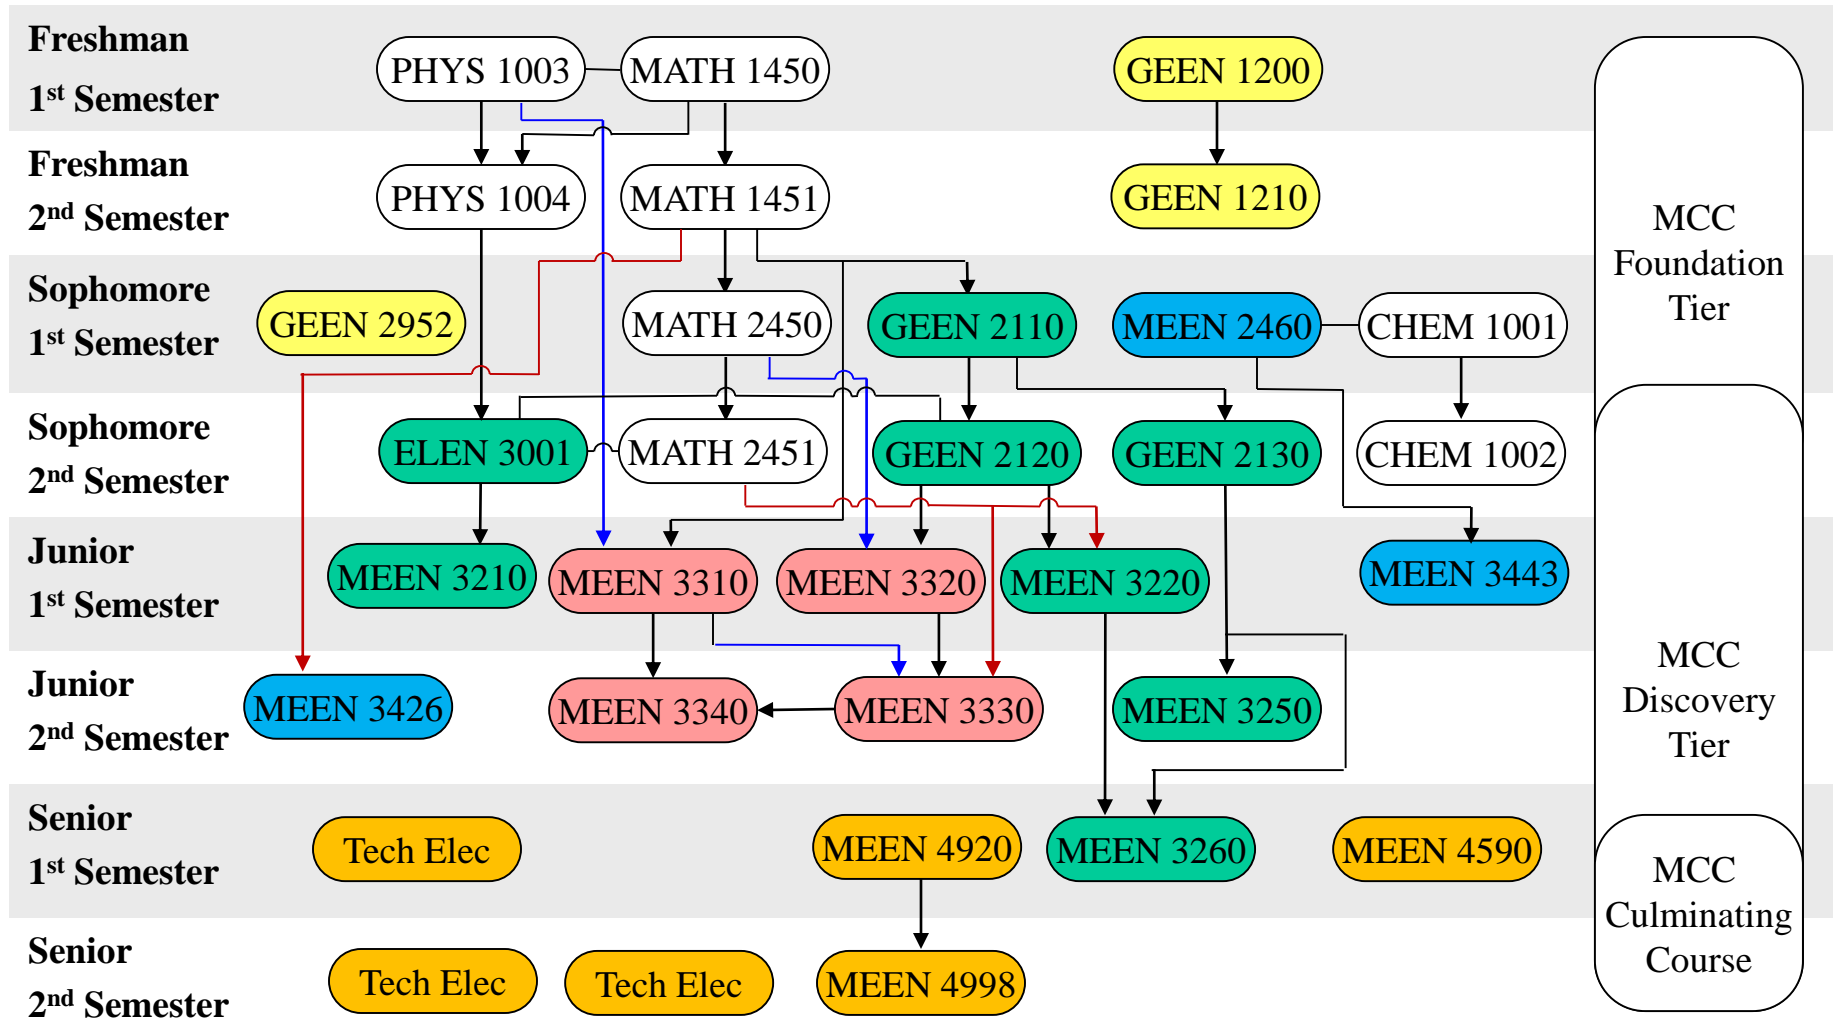 Freshman
1st Semester
PHYS 1003
MATH 1450
GEEN 1200
Freshman
2nd Semester
PHYS 1004
MATH 1451
GEEN 1210
MCC
Foundation
Tier
Sophomore
1st Semester
GEEN 2952
MATH 2450
GEEN 2110
MEEN 2460
CHEM 1001
Sophomore
2nd Semester
ELEN 3001
MATH 2451
GEEN 2120
GEEN 2130
CHEM 1002
Junior
1st Semester
MEEN 3210
MEEN 3310
MEEN 3320
MEEN 3220
MEEN 3443
MCC
Discovery
Tier
Junior
2nd Semester
MEEN 3426
MEEN 3340
MEEN 3330
MEEN 3250
Senior
1st Semester
Tech Elec
MEEN 4920
MEEN 3260
MEEN 4590
MCC
Culminating
Course
Senior
2nd Semester
Tech Elec
Tech Elec
MEEN 4998